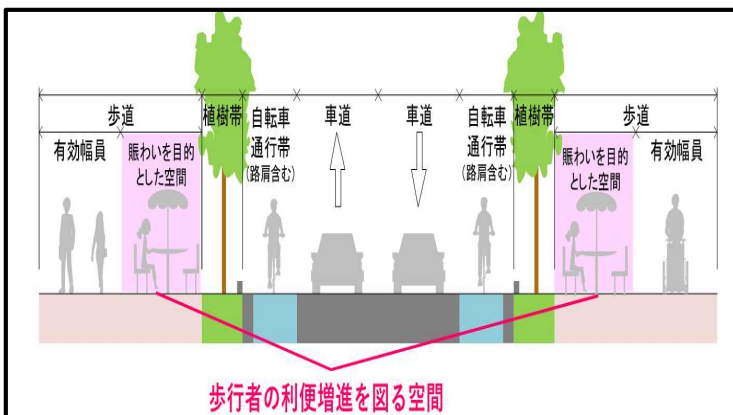 歩道
植樹帯
自転車
通行帯
(路肩含む)
車道
車道
自転車
通行帯
(路肩含む)
植樹帯
歩道
有効幅員
賑わいを目的
とした空間
賑わいを目的
とした空間
有効幅員
歩行者の利便増進を図る空間